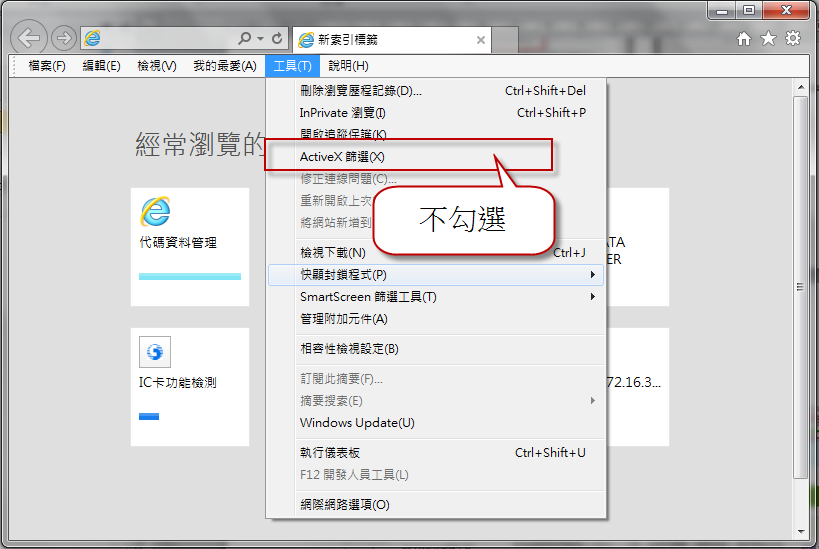 新索引標籤
檔案(F) 編輯(E) 檢視(V) 我的最愛(A) 工具(T) 說明(H)
經常瀏覽的
刪除瀏覽歷程記錄(D)... Ctrl+Shift+Del
InPrivate 瀏覽(I) Ctrl+Shift+P
開啟追蹤保護(K)
ActiveX 篩選(X)
修正連線問題(C)...
重新開啟上次
將網站新增到
不勾選
檢視下載(N) Ctrl+J
快顯封鎖程式(P)
SmartScreen 篩選工具(T)
管理附加元件(A)
相容性檢視設定(B)
訂閱此摘要(F)...
摘要搜索(E)
Windows Update(U)
執行儀表板 Ctrl+Shift+U
F12 開發人員工具(L)
網際網路選項(O)
代碼資料管理
ATA
ER
IC卡功能檢測
72.16.3...